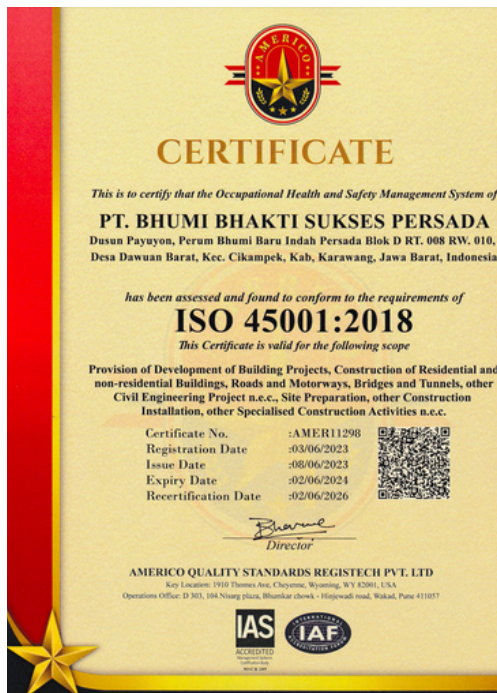 AMERICO
CERTIFICATE
This is to certify that the Occupational Health and Safety Management System of
PT. BHUMI BHAKTI SUKSES PERSADA
Dusun Payuyon, Perum Bhumi Baru Indah Persada Blok D RT. 008 RW. 010,
Desa Dawuan Barat, Kec. Cikampek, Kab, Karawang, Jawa Barat, Indonesia
has been assessed and found to conform to the requirements of
ISO 45001:2018
This Certificate is valid for the following scope
Provision of Development of Building Projects, Construction of Residential and
non-residential Buildings, Roads and Motorways, Bridges and Tunnels, other
Civil Engineering Project n.e.c., Site Preparation, other Construction
Installation, other Specialised Construction Activities n.e.c.
Certificate No. :AMER11298
Registration Date :03/06/2023
Issue Date :08/06/2023
Expiry Date :02/06/2024
Recertification Date :02/06/2026
Director
AMERICO QUALITY STANDARDS REGISTECH PVT. LTD
Key Location: 1910 Thomes Ave, Cheyenne, Wyoming, WY 82001, USA
Operations Office: D 303, 104.Nisarg plaza, Bhumkar chowk - Hinjewadi road, Wakad, Pune 411057
IAS
ACCREDITED
Management Systems
Certification Body
INTERNATIONAL
IAF
ACCREDITATION FORUM